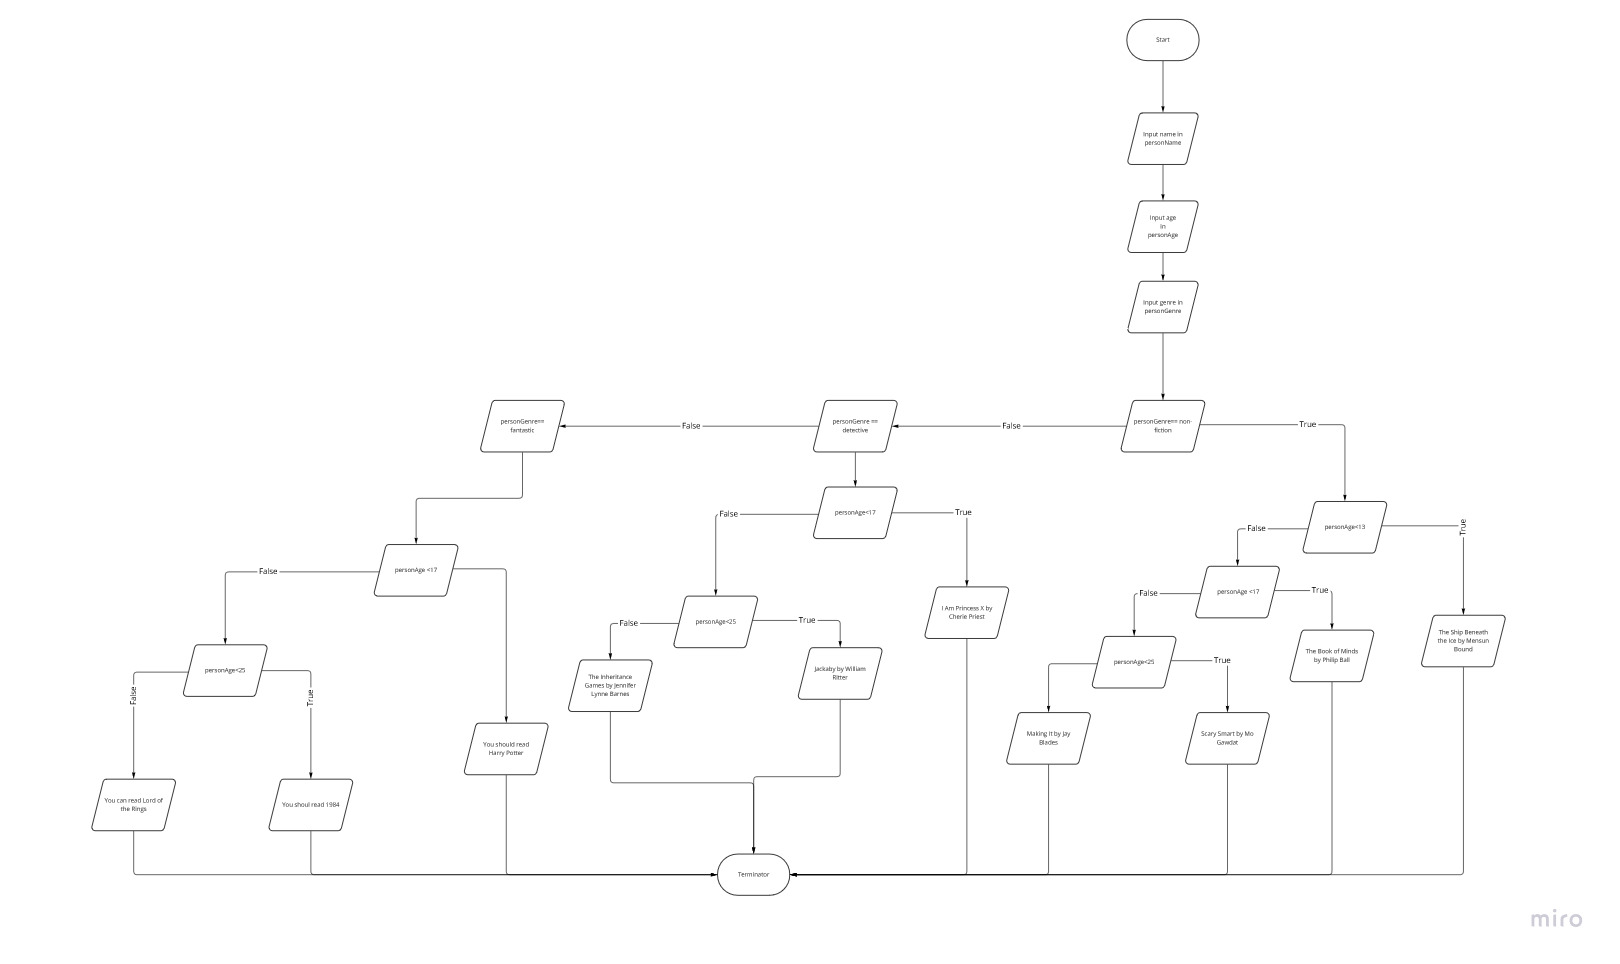 Start
Input name in
personName
Input age
in
personAge
Input genre in
personGenre
personGenre==
fantastic
False
personGenre ==
detective
False
personGenre== non-
fiction
True
personAge<17
False
True
personAge<13
False
True
personAge <17
False
personAge <17
False
True
I Am Princess X by
Cherie Priest
personAge<25
False
True
The Ship Beneath
the Ice by Mensun
Bound
The Book of Minds
by Philip Ball
personAge<25
True
personAge<25
False
True
Jackaby by William
Ritter
The Inheritance
Games by Jennifer
Lynne Barnes
You should read
Harry Potter
Making It by Jay
Blades
Scary Smart by Mo
Gawdat
You can read Lord of
the Rings
You shoul read 1984
Terminator
miro